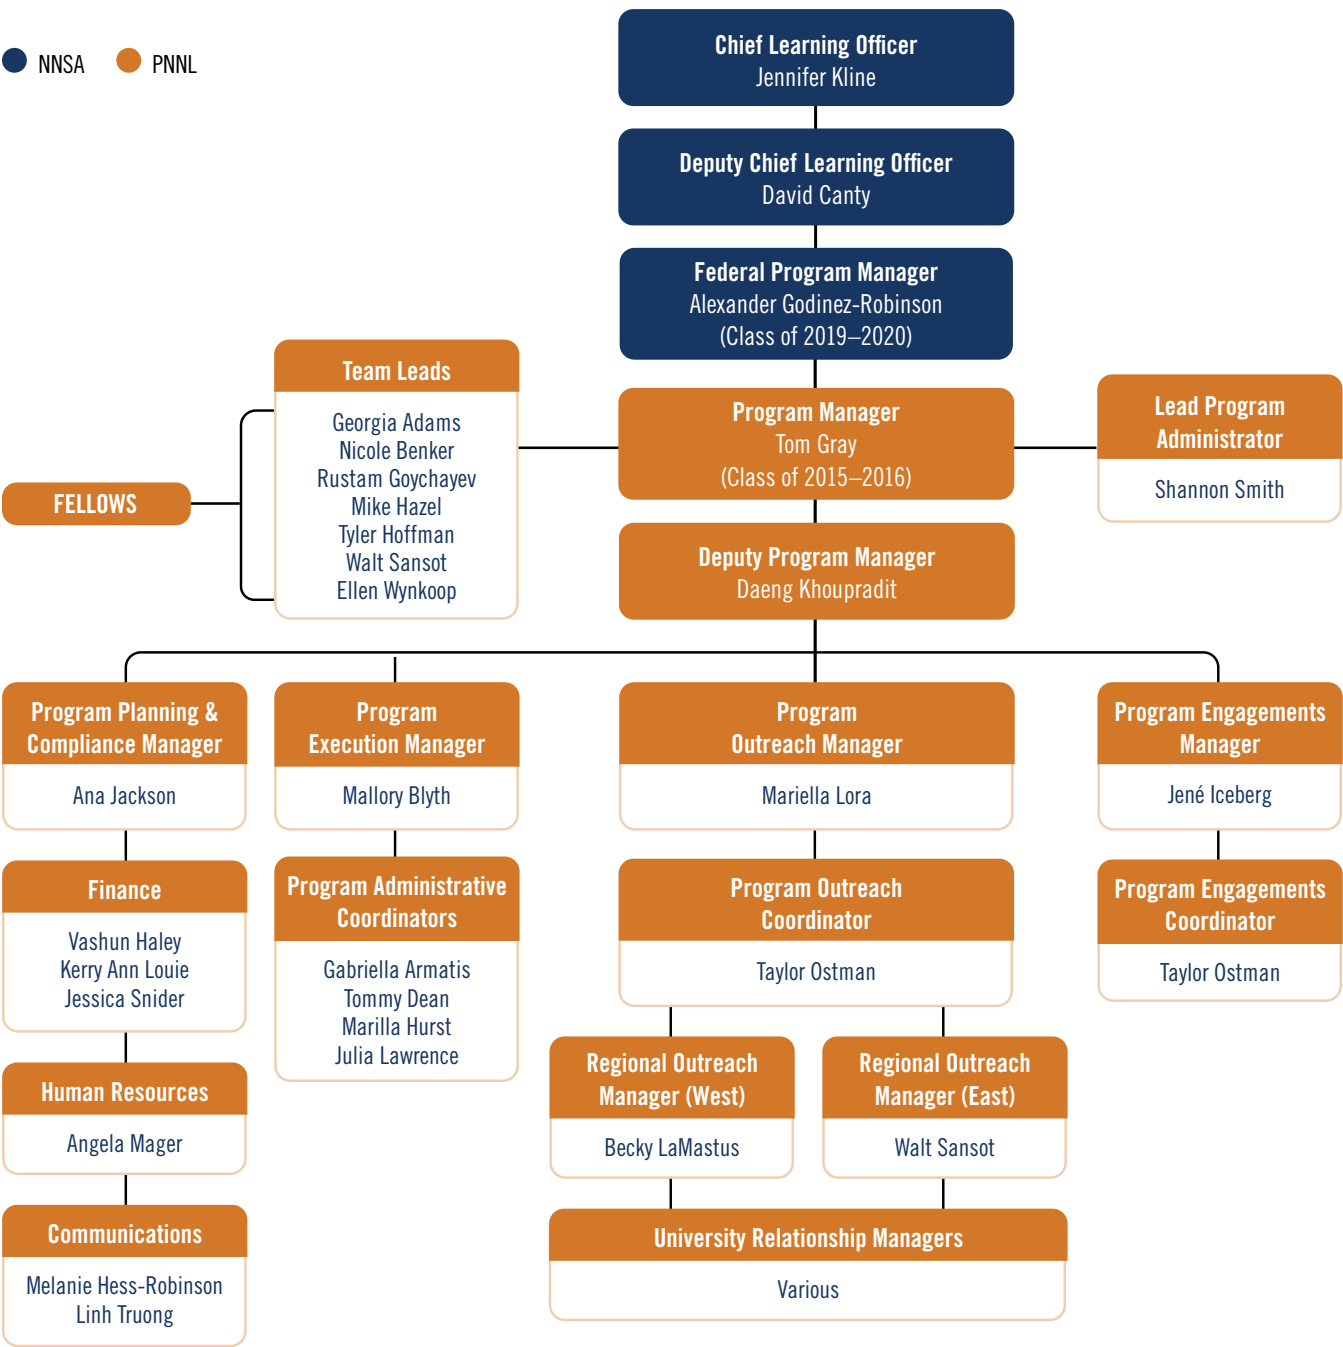 NNSA
PNNL
Chief Learning Officer
Jennifer Kline
Deputy Chief Learning Officer
David Canty
Federal Program Manager
Alexander Godinez-Robinson
(Class of 2019–2020)
Team Leads
Georgia Adams
Nicole Benker
Rustam Goychayev
Mike Hazel
Tyler Hoffman
Walt Sansot
Ellen Wynkoop
FELLOWS
Program Manager
Tom Gray
(Class of 2015–2016)
Lead Program
Administrator
Shannon Smith
Deputy Program Manager
Daeng Khoupradit
Program Planning &
Compliance Manager
Ana Jackson
Finance
Vashun Haley
Kerry Ann Louie
Jessica Snider
Human Resources
Angela Mager
Communications
Melanie Hess-Robinson
Linh Truong
Program
Execution Manager
Mallory Blyth
Program Administrative
Coordinators
Gabriella Armatis
Tommy Dean
Marilla Hurst
Julia Lawrence
Program
Outreach Manager
Mariella Lora
Program Outreach
Coordinator
Taylor Ostman
Regional Outreach
Manager (West)
Becky LaMastus
Regional Outreach
Manager (East)
Walt Sansot
University Relationship Managers
Various
Program Engagements
Manager
Jené Iceberg
Program Engagements
Coordinator
Taylor Ostman